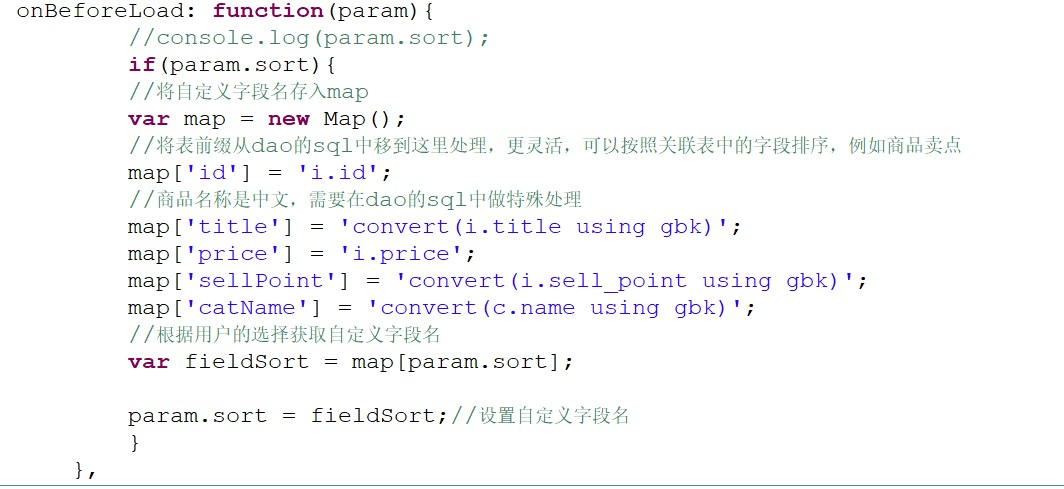 onBeforeLoad: function(param){
//console.log(param.sort);
if(param.sort){
//将自定义字段名存入map
var map = new Map();
//将表前缀从dao的sql中移到这里处理，更灵活，可以按照关联表中的字段排序，例如商品卖点
map['id'] = 'i.id';
//商品名称是中文，需要在dao的sql中做特殊处理
map['title'] = 'convert(i.title using gbk)';
map['price'] = 'i.price';
map['sellPoint'] = 'convert(i.sell_point using gbk)';
map['catName'] = 'convert(c.name using gbk)';
//根据用户的选择获取自定义字段名
var fieldSort = map[param.sort];
param.sort = fieldSort;//设置自定义字段名
}
},